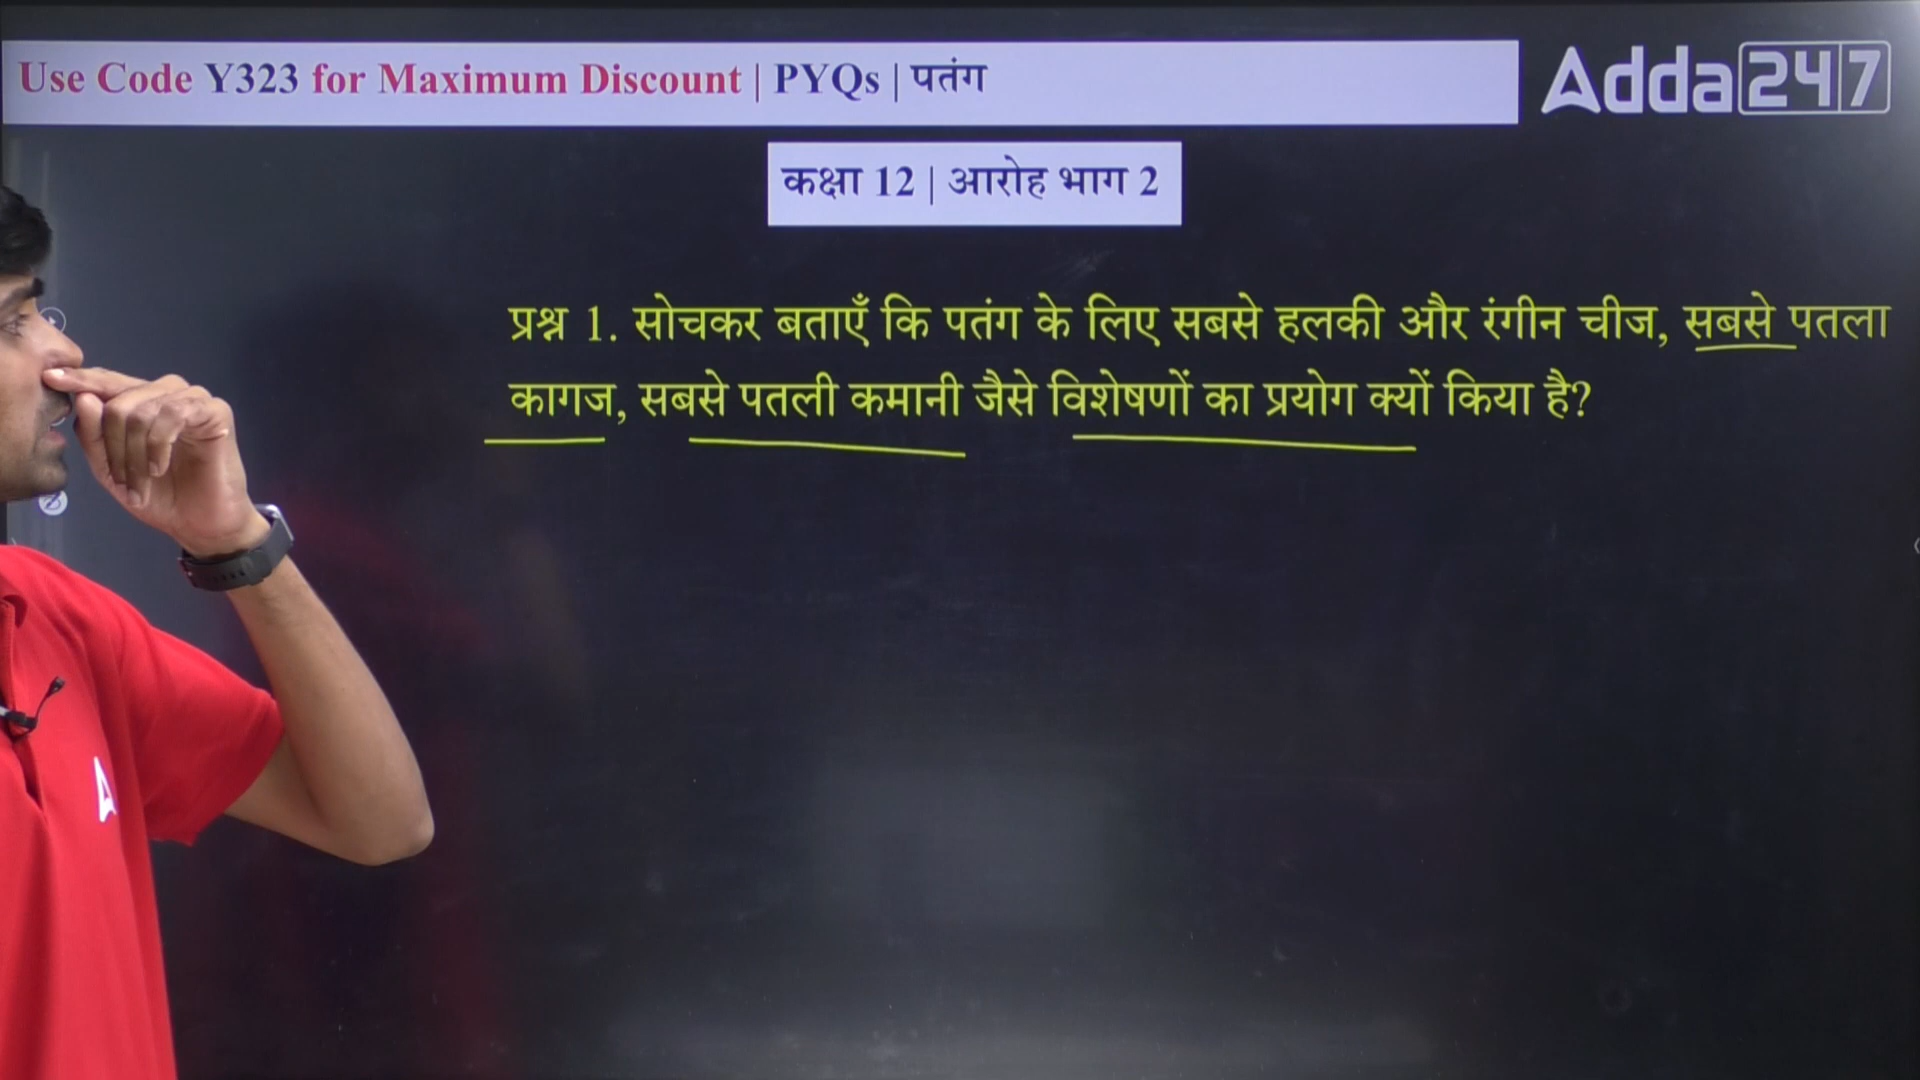 Use Code Y323 for Maximum Discount | PYQs | पतंग
Adda247
कक्षा 12 | आरोह भाग 2
प्रश्न 1. सोचकर बताएँ कि पतंग के लिए सबसे हलकी और रंगीन चीज, सबसे पतला
कागज, सबसे पतली कमानी जैसे विशेषणों का प्रयोग क्यों किया है?